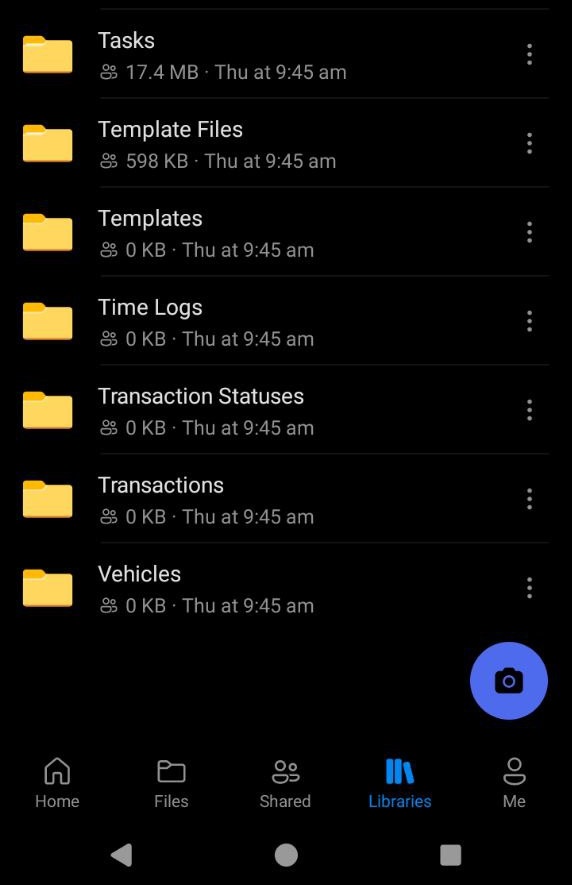 Tasks
17.4 MB · Thu at 9:45 am
Template Files
598 KB · Thu at 9:45 am
Templates
0 KB · Thu at 9:45 am
Time Logs
0 KB · Thu at 9:45 am
Transaction Statuses
0 KB · Thu at 9:45 am
Transactions
0 KB · Thu at 9:45 am
Vehicles
0 KB · Thu at 9:45 am
Home Files Shared Libraries Me